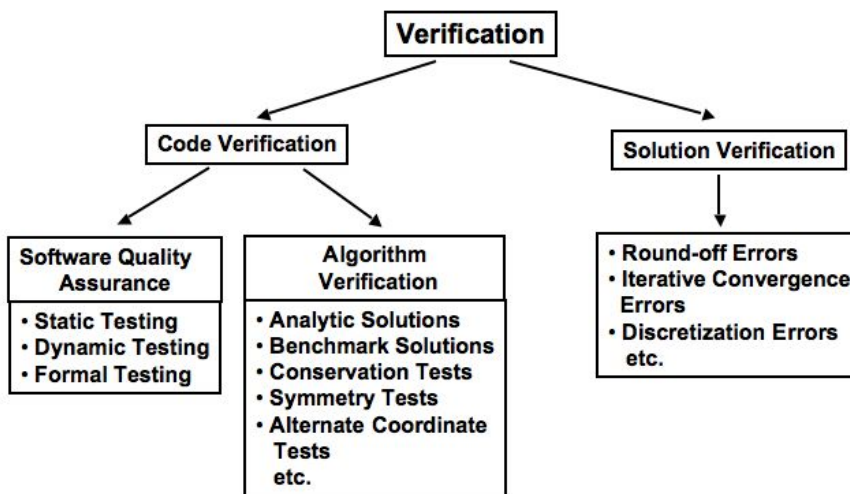 Verification
Code Verification
Solution Verification
Software Quality
Assurance
• Static Testing
• Dynamic Testing
• Formal Testing
Algorithm
Verification
• Analytic Solutions
• Benchmark Solutions
• Conservation Tests
• Symmetry Tests
• Alternate Coordinate
Tests
etc.
• Round-off Errors
• Iterative Convergence
Errors
• Discretization Errors
etc.